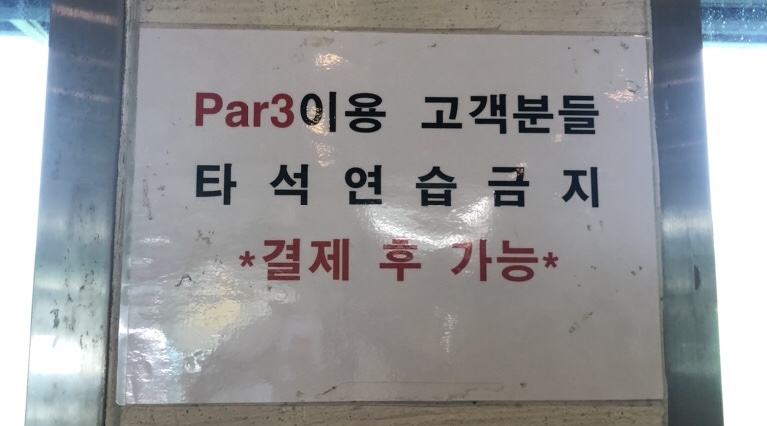 Par3이용 고객분들
타 석 연 습 금 지
*결제 후 가능*